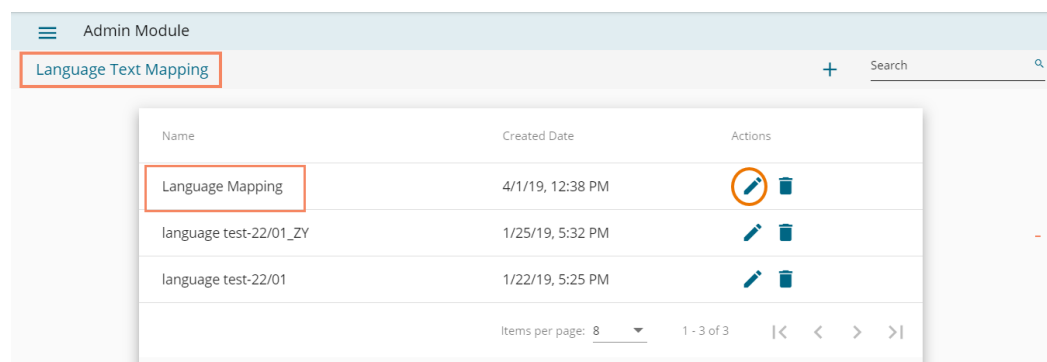 Admin Module
Language Text Mapping
Search
Name Created Date Actions
Language Mapping 4/1/19, 12:38 PM
language test-22/01_ZY 1/25/19, 5:32 PM
language test-22/01 1/22/19, 5:25 PM
Items per page: 8 1 - 3 of 3